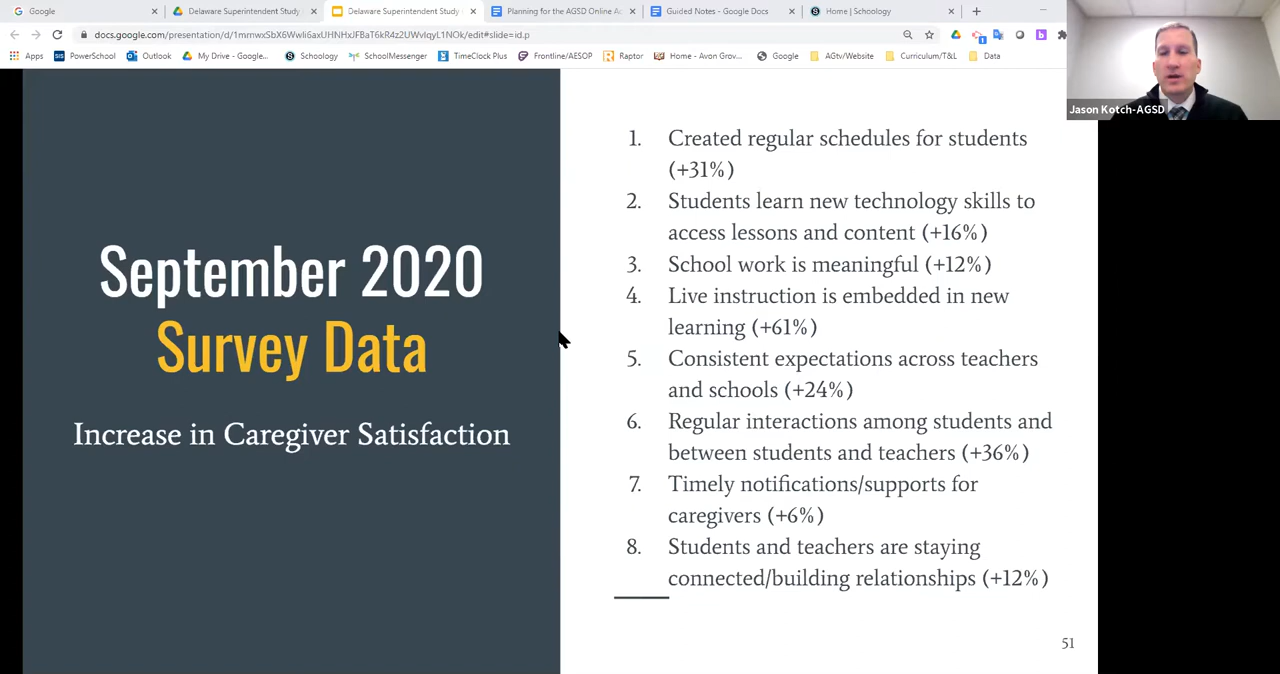 Google
Delaware Superintendent Study
Delaware Superintendent Study
Planning for the AGSD Online Ac
Guided Notes - Google Docs
Home | Schoology
Apps
PowerSchool
Outlook
My Drive - Google...
Schoology
SchoolMessenger
TimeClock Plus
Frontline/AESOP
Raptor
Home - Avon Grov...
Google
AGtv/Website
Curriculum/T&L
Data
Jason Kotch-AGSD
September 2020
Survey Data
Increase in Caregiver Satisfaction
1. Created regular schedules for students
(+31%)
2. Students learn new technology skills to
access lessons and content (+16%)
3. School work is meaningful (+12%)
4. Live instruction is embedded in new
learning (+61%)
5. Consistent expectations across teachers
and schools (+24%)
6. Regular interactions among students and
between students and teachers (+36%)
7. Timely notifications/supports for
caregivers (+6%)
8. Students and teachers are staying
connected/building relationships (+12%)
51